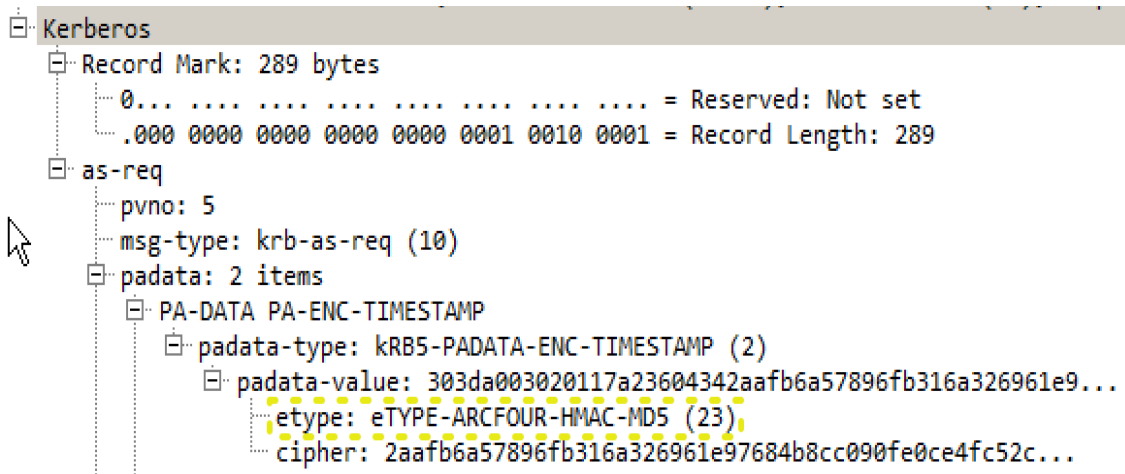 Kerberos
Record Mark: 289 bytes
0... .... .... .... .... .... .... .... = Reserved: Not set
.000 0000 0000 0000 0000 0001 0010 0001 = Record Length: 289
as-req
pvno: 5
msg-type: krb-as-req (10)
padata: 2 items
PA-DATA PA-ENC-TIMESTAMP
padata-type: kRB5-PADATA-ENC-TIMESTAMP (2)
padata-value: 303da003020117a23604342aafb6a57896fb316a326961e9...
etype: eTYPE-ARCFOUR-HMAC-MD5 (23)
cipher: 2aafb6a57896fb316a326961e97684b8cc090fe0ce4fc52c...